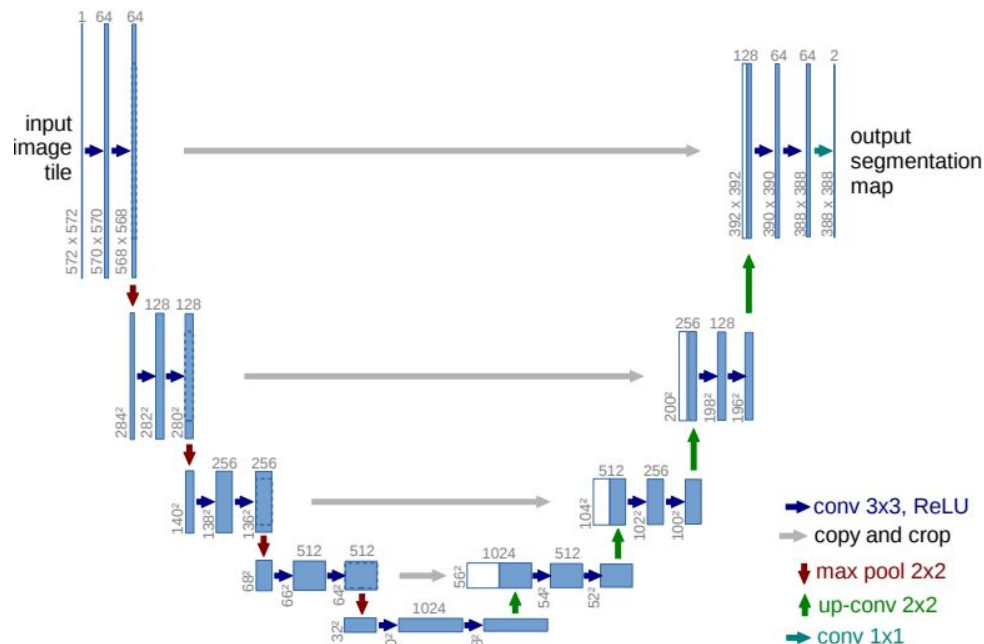 1 64 64
128 64 64 2
input
image
tile
output
segmentation
map
572 x 572
570 x 570
568 x 568
392 x 392
390 x 390
388 x 388
388 x 388
128 128
256 128
284²
282²
280²
200²
198²
196²
256 256
512 256
140²
138²
136²
104²
102²
100²
512 512
1024 512
68²
66²
64²
56²
54²
52²
1024
32²
conv 3x3, ReLU
copy and crop
max pool 2x2
up-conv 2x2
conv 1x1